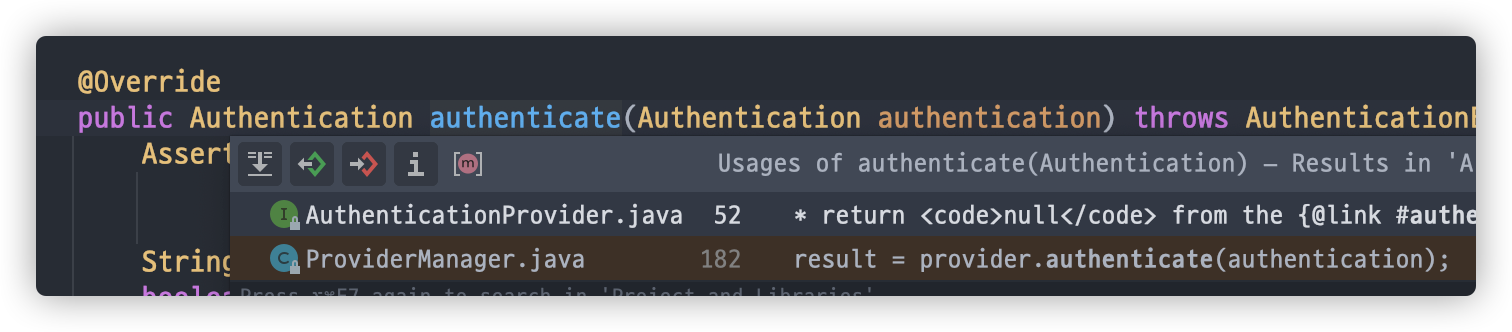 @Override
public Authentication authenticate(Authentication authentication) throws Authentication
Assert
Usages of authenticate(Authentication) – Results in 'A
AuthenticationProvider.java 52 * return <code>null</code> from the {@link #authe
String ProviderManager.java 182 result = provider.authenticate(authentication);
Press ⌥⌘F7 again to search in 'Project and Libraries'